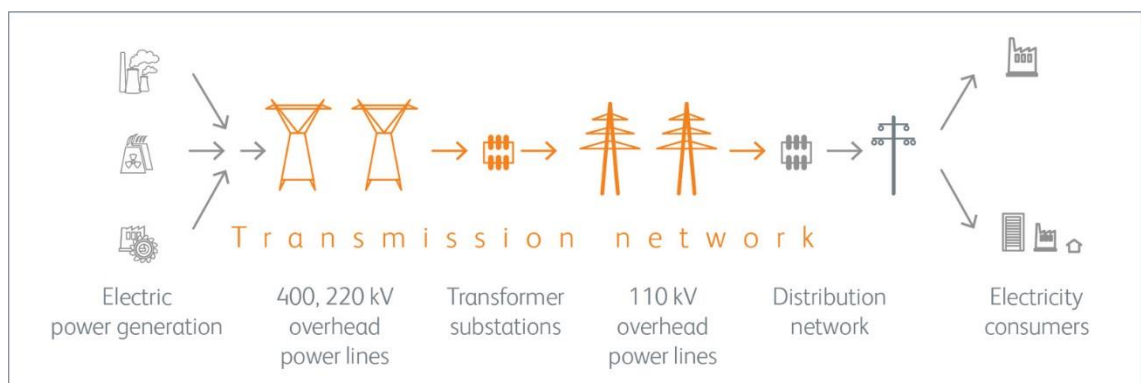 Transmission network
Electric
power generation
400, 220 kV
overhead
power lines
Transformer
substations
110 kV
overhead
power lines
Distribution
network
Electricity
consumers